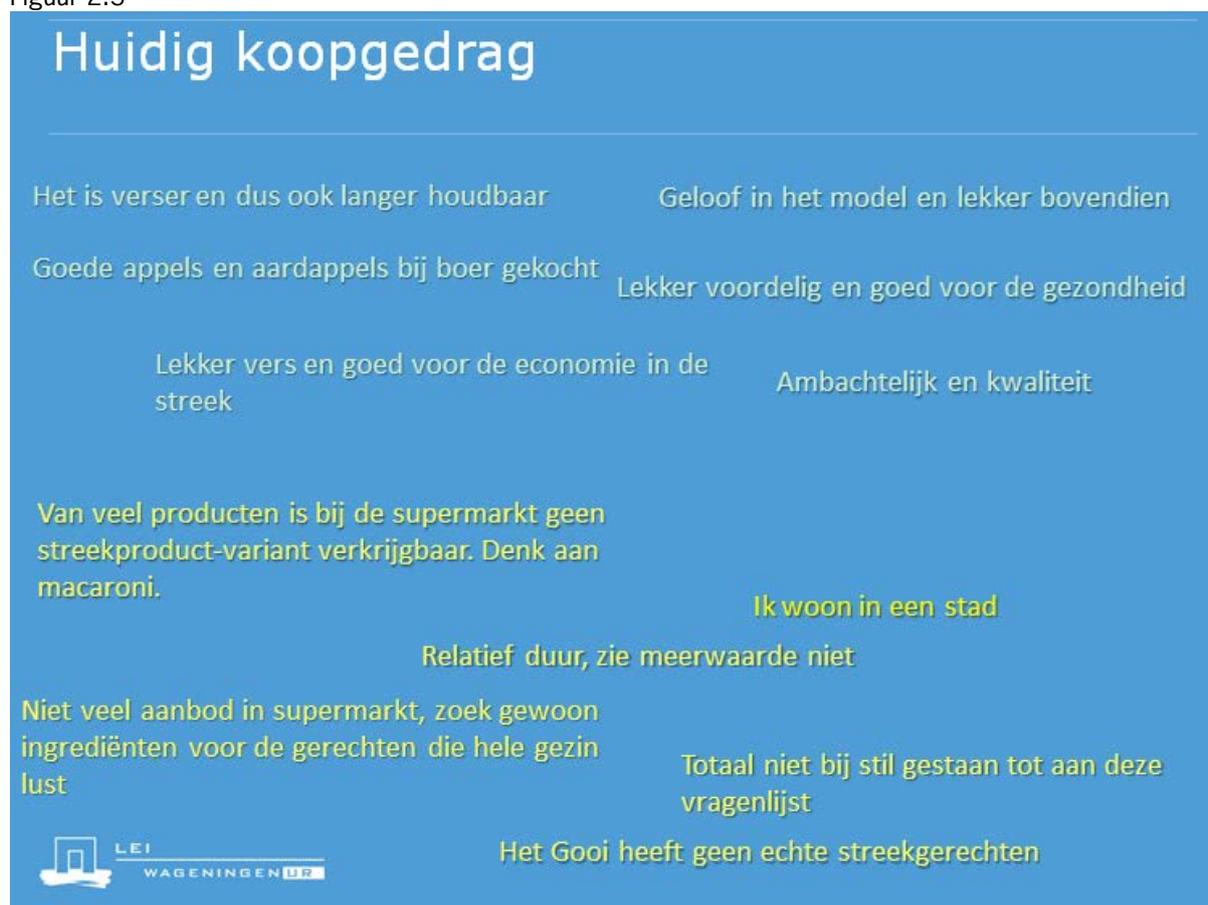 Huidig koopgedrag
Het is verser en dus ook langer houdbaar
Geloof in het model en lekker bovendien
Goede appels en aardappels bij boer gekocht
Lekker voordelig en goed voor de gezondheid
Lekker vers en goed voor de economie in de
streek
Ambachtelijk en kwaliteit
Van veel producten is bij de supermarkt geen
streekproduct-variant verkrijgbaar. Denk aan
macaroni.
Ik woon in een stad
Relatief duur, zie meerwaarde niet
Niet veel aanbod in supermarkt, zoek gewoon
ingrediënten voor de gerechten die hele gezin
lust
Totaal niet bij stil gestaan tot aan deze
vragenlijst
Het Gooi heeft geen echte streekgerechten
LEI
WAGENINGEN UR